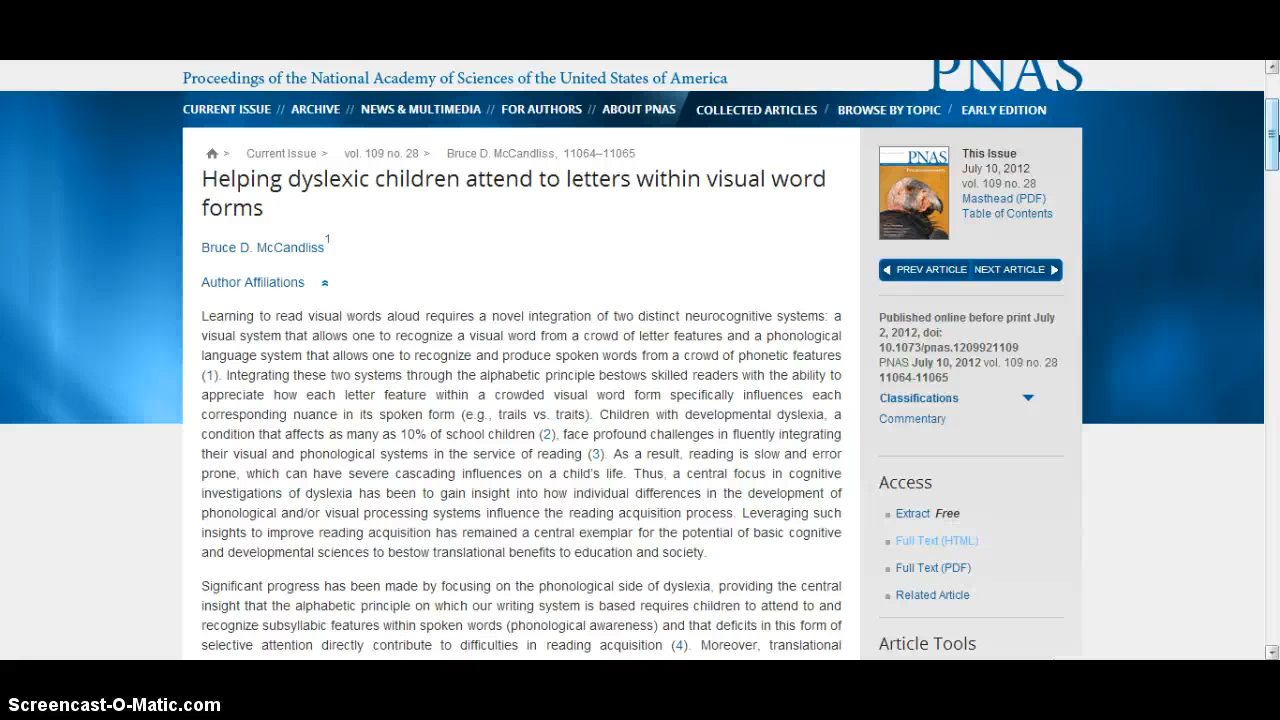 Proceedings of the National Academy of Sciences of the United States of America
PNAS
CURRENT ISSUE // ARCHIVE // NEWS & MULTIMEDIA // FOR AUTHORS // ABOUT PNAS COLLECTED ARTICLES / BROWSE BY TOPIC / EARLY EDITION
> Current Issue > vol. 109 no. 28 > Bruce D. McCandliss, 11064–11065
Helping dyslexic children attend to letters within visual word
forms
Bruce D. McCandliss1
Author Affiliations
Learning to read visual words aloud requires a novel integration of two distinct neurocognitive systems: a
visual system that allows one to recognize a visual word from a crowd of letter features and a phonological
language system that allows one to recognize and produce spoken words from a crowd of phonetic features
(1). Integrating these two systems through the alphabetic principle bestows skilled readers with the ability to
appreciate how each letter feature within a crowded visual word form specifically influences each
corresponding nuance in its spoken form (e.g., trails vs. traits). Children with developmental dyslexia, a
condition that affects as many as 10% of school children (2), face profound challenges in fluently integrating
their visual and phonological systems in the service of reading (3). As a result, reading is slow and error
prone, which can have severe cascading influences on a child's life. Thus, a central focus in cognitive
investigations of dyslexia has been to gain insight into how individual differences in the development of
phonological and/or visual processing systems influence the reading acquisition process. Leveraging such
insights to improve reading acquisition has remained a central exemplar for the potential of basic cognitive
and developmental sciences to bestow translational benefits to education and society.
Significant progress has been made by focusing on the phonological side of dyslexia, providing the central
insight that the alphabetic principle on which our writing system is based requires children to attend to and
recognize subsyllabic features within spoken words (phonological awareness) and that deficits in this form of
selective attention directly contribute to difficulties in reading acquisition (4). Moreover, translational
PNAS
This Issue
July 10, 2012
vol. 109 no. 28
Masthead (PDF)
Table of Contents
PREV ARTICLE NEXT ARTICLE
Published online before print July
2, 2012, doi:
10.1073/pnas.1209921109
PNAS July 10, 2012 vol. 109 no. 28
11064-11065
Classifications
Commentary
Access
Extract Free
Full Text (HTML)
Full Text (PDF)
Related Article
Article Tools
Screencast-O-Matic.com